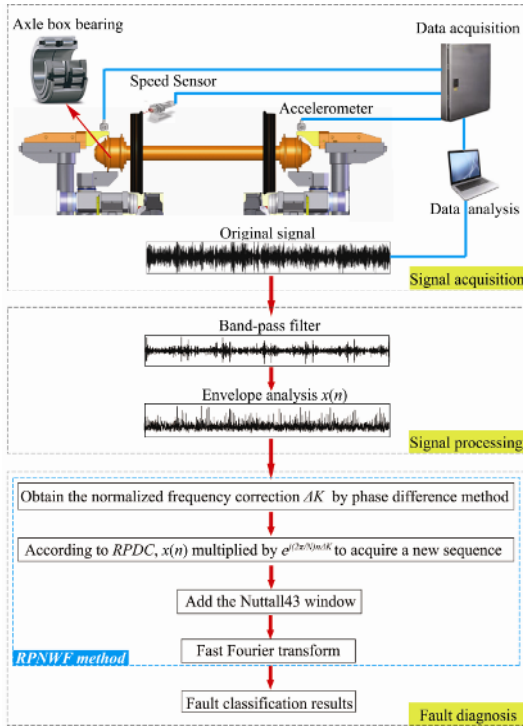 Axle box bearing
Data acquisition
Speed Sensor
Accelerometer
Data analysis
Original signal
Signal acquisition
Band-pass filter
Envelope analysis x(n)
Signal processing
Obtain the normalized frequency correction ΔK by phase difference method
According to RPDC, x(n) multiplied by e^{j(2π/N)nΔK} to acquire a new sequence
Add the Nuttall43 window
Fast Fourier transform
RPNWF method
Fault classification results
Fault diagnosis